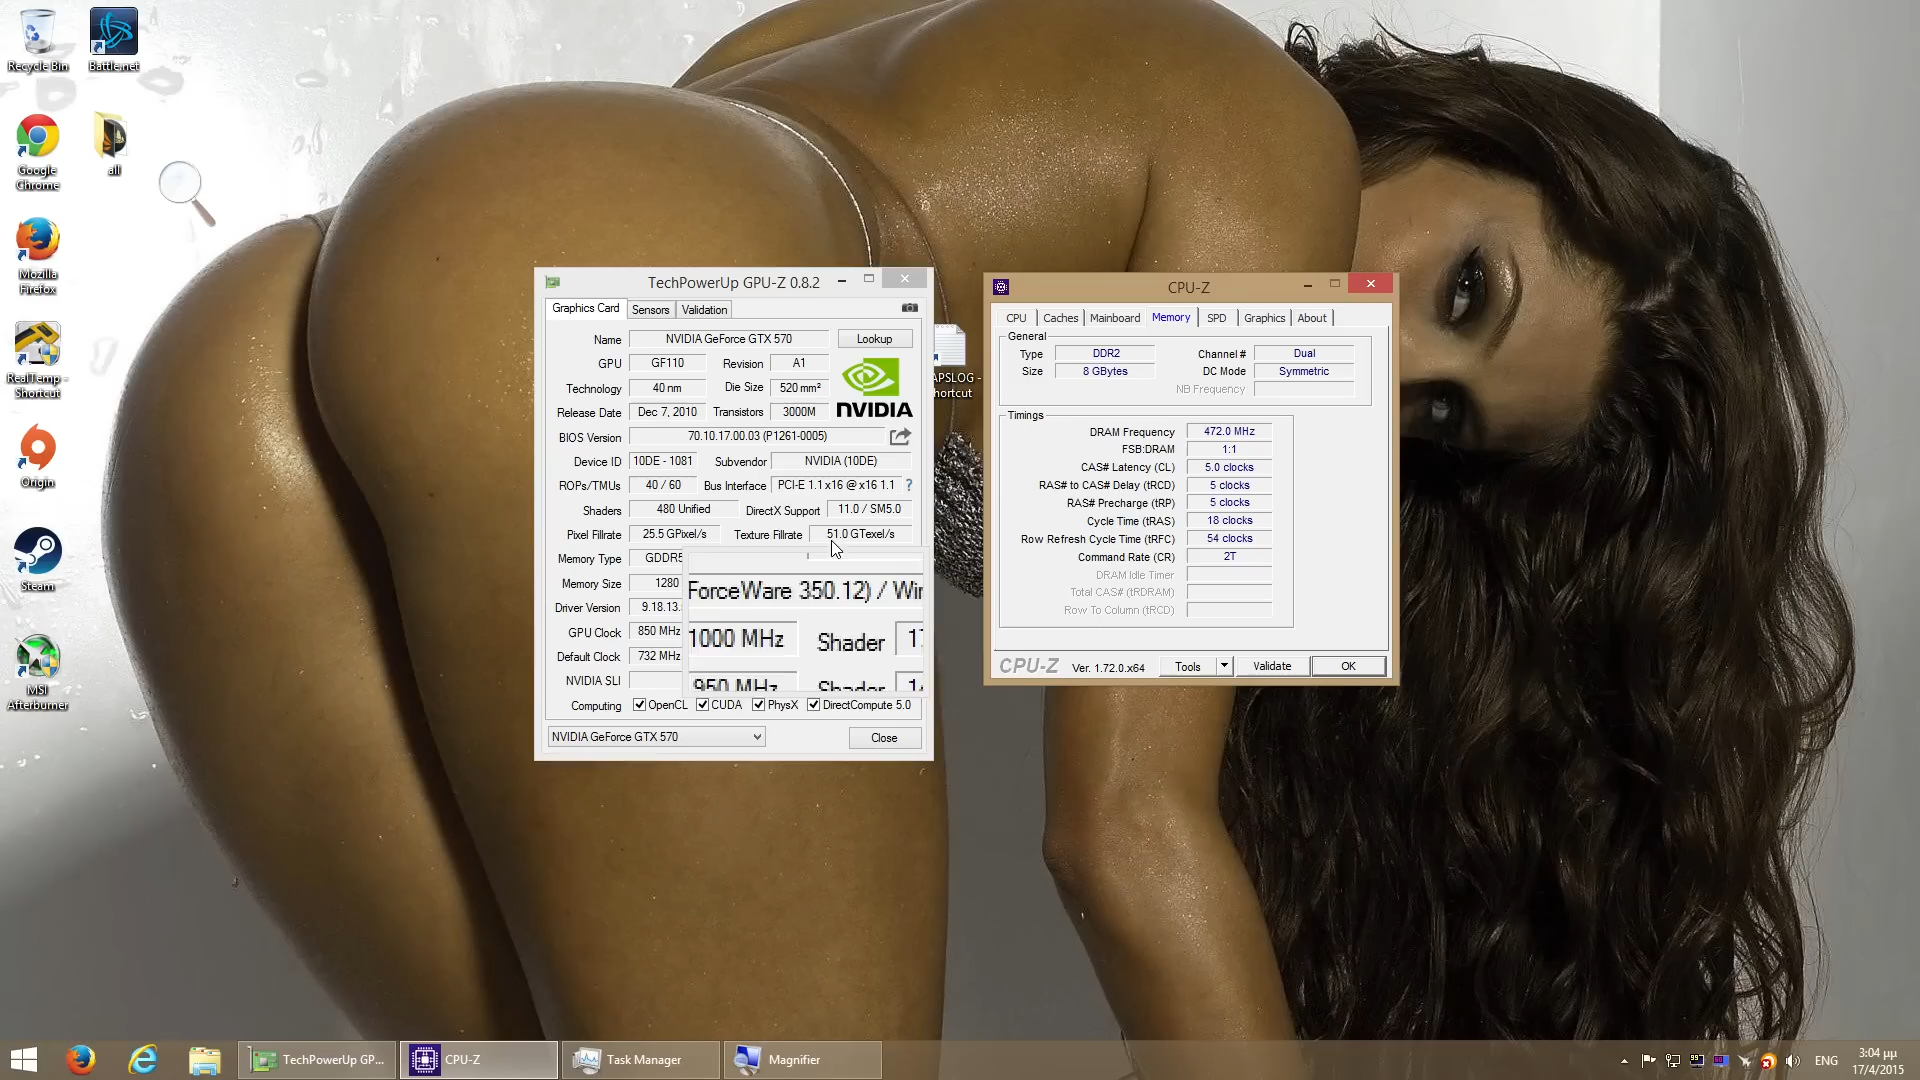 Recycle Bin
Battle.net
Google Chrome
all
Mozilla Firefox
RealTemp - Shortcut
Origin
Steam
MSI Afterburner
APSLOG -
hortcut
TechPowerUp GPU-Z 0.8.2
Graphics Card Sensors Validation
Name NVIDIA GeForce GTX 570 Lookup
GPU GF110 Revision A1
Technology 40 nm Die Size 520 mm²
Release Date Dec 7, 2010 Transistors 3000M
NVIDIA
BIOS Version 70.10.17.00.03 (P1261-0005)
Device ID 10DE - 1081 Subvendor NVIDIA (10DE)
ROPs/TMUs 40 / 60 Bus Interface PCI-E 1.1 x16 @ x16 1.1 ?
Shaders 480 Unified DirectX Support 11.0 / SM5.0
Pixel Fillrate 25.5 GPixel/s Texture Fillrate 51.0 GTexel/s
Memory Type GDDR5
Memory Size 1280
Driver Version 9.18.13.
GPU Clock 850 MHz
Default Clock 732 MHz
NVIDIA SLI
ForceWare 350.12) / Win
1000 MHz Shader
950 MHz Shader
Computing OpenCL CUDA PhysX DirectCompute 5.0
NVIDIA GeForce GTX 570 Close
CPU-Z
CPU Caches Mainboard Memory SPD Graphics About
General
Type DDR2 Channel # Dual
Size 8 GBytes DC Mode Symmetric
NB Frequency
Timings
DRAM Frequency 472.0 MHz
FSB:DRAM 1:1
CAS# Latency (CL) 5.0 clocks
RAS# to CAS# Delay (tRCD) 5 clocks
RAS# Precharge (tRP) 5 clocks
Cycle Time (tRAS) 18 clocks
Row Refresh Cycle Time (tRFC) 54 clocks
Command Rate (CR) 2T
DRAM Idle Timer
Total CAS# (tRDRAM)
Row To Column (tRCD)
CPU-Z Ver. 1.72.0.x64 Tools Validate OK
TechPowerUp GP...
CPU-Z
Task Manager
Magnifier
ENG
3:04 μμ
17/4/2015